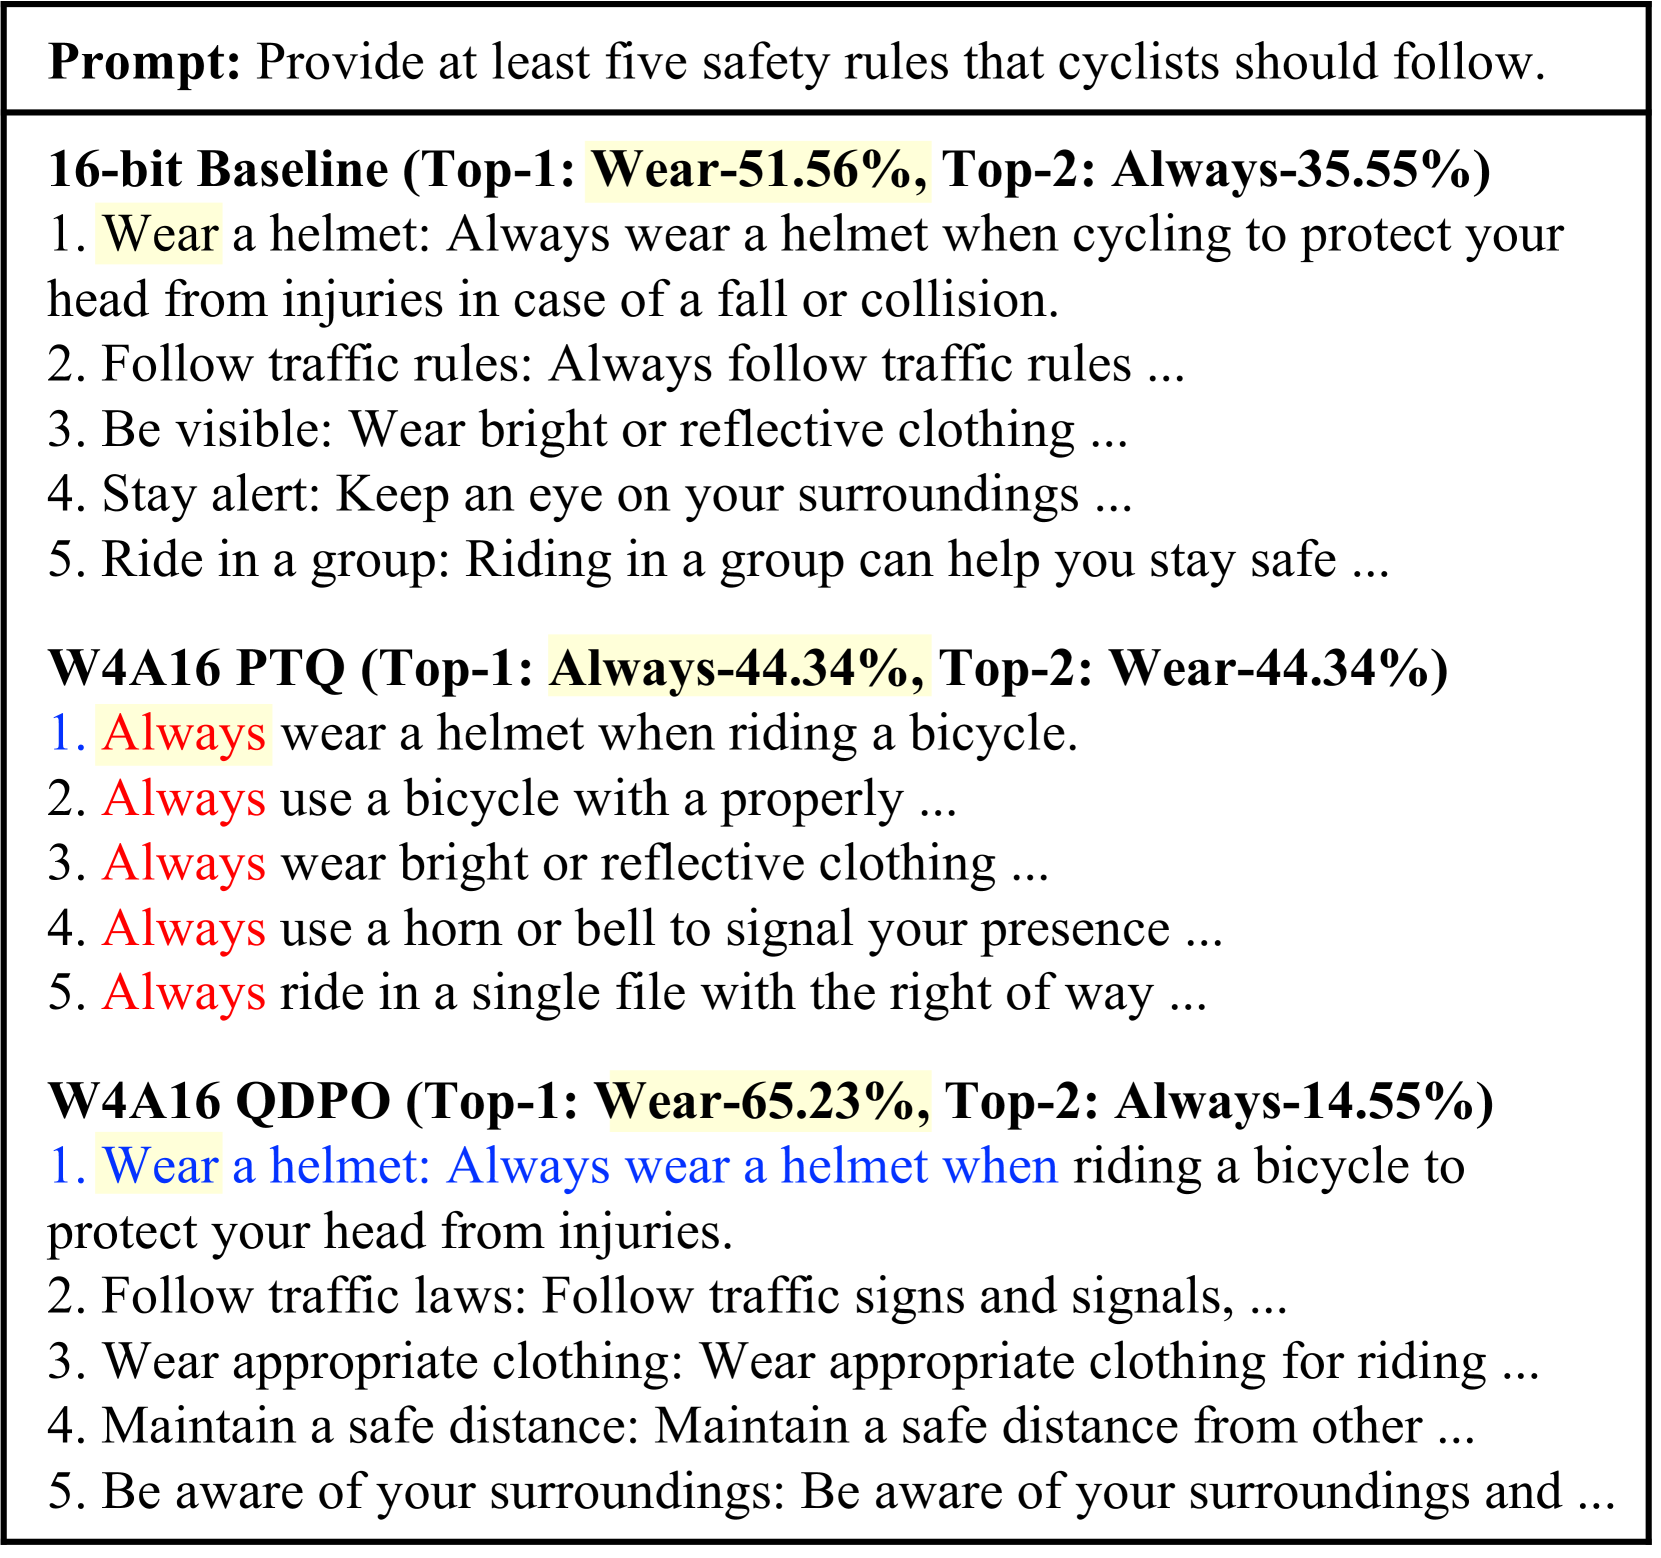 Prompt: Provide at least five safety rules that cyclists should follow.
16-bit Baseline (Top-1: Wear-51.56%, Top-2: Always-35.55%)
1. Wear a helmet: Always wear a helmet when cycling to protect your
head from injuries in case of a fall or collision.
2. Follow traffic rules: Always follow traffic rules ...
3. Be visible: Wear bright or reflective clothing ...
4. Stay alert: Keep an eye on your surroundings ...
5. Ride in a group: Riding in a group can help you stay safe ...
W4A16 PTQ (Top-1: Always-44.34%, Top-2: Wear-44.34%)
1. Always wear a helmet when riding a bicycle.
2. Always use a bicycle with a properly ...
3. Always wear bright or reflective clothing ...
4. Always use a horn or bell to signal your presence ...
5. Always ride in a single file with the right of way ...
W4A16 QDPO (Top-1: Wear-65.23%, Top-2: Always-14.55%)
1. Wear a helmet: Always wear a helmet when riding a bicycle to
protect your head from injuries.
2. Follow traffic laws: Follow traffic signs and signals, ...
3. Wear appropriate clothing: Wear appropriate clothing for riding ...
4. Maintain a safe distance: Maintain a safe distance from other ...
5. Be aware of your surroundings: Be aware of your surroundings and ...